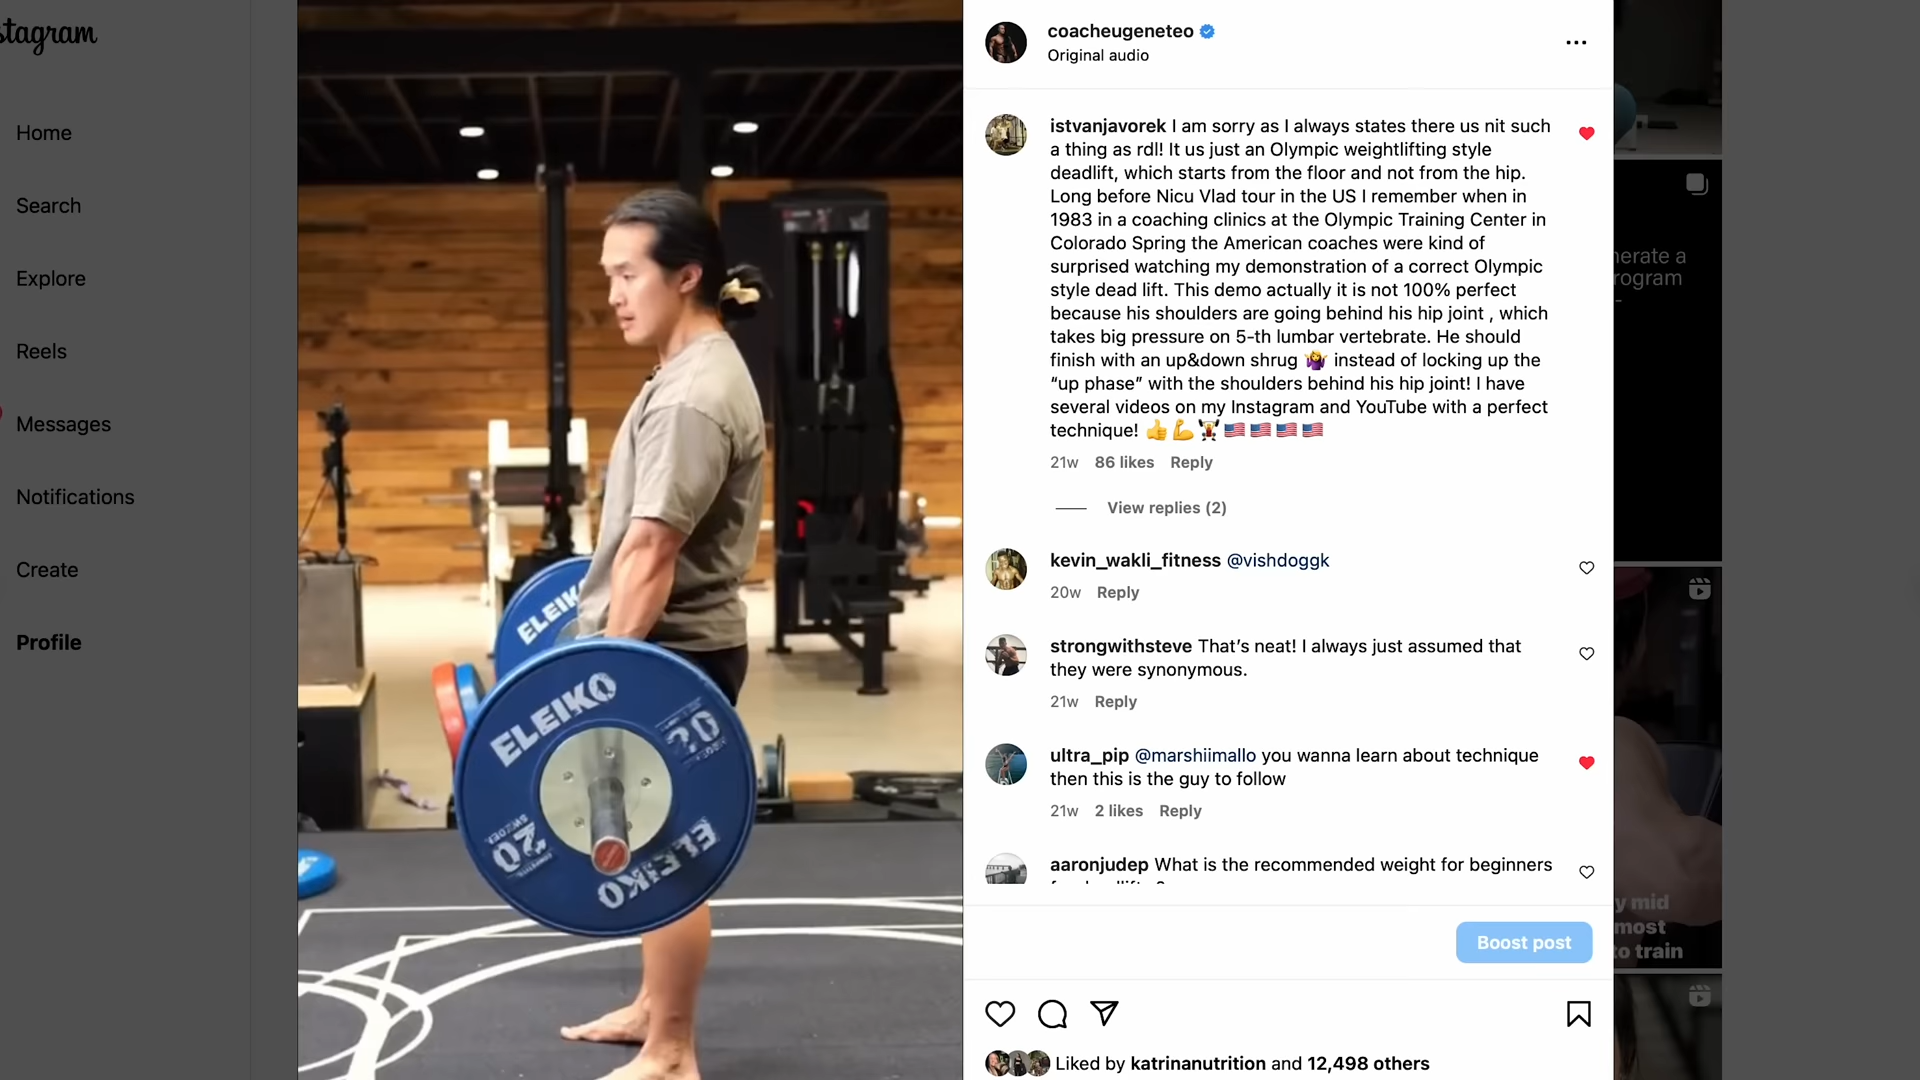 stagram
Home
Search
Explore
Reels
Messages
Notifications
Create
Profile
ELEIKO
ELEIKO
20
20
ELEIKO
coacheugeneteo
Original audio
istvanjavorek I am sorry as I always states there us nit such
a thing as rdl! It us just an Olympic weightlifting style
deadlift, which starts from the floor and not from the hip.
Long before Nicu Vlad tour in the US I remember when in
1983 in a coaching clinics at the Olympic Training Center in
Colorado Spring the American coaches were kind of
surprised watching my demonstration of a correct Olympic
style dead lift. This demo actually it is not 100% perfect
because his shoulders are going behind his hip joint , which
takes big pressure on 5-th lumbar vertebrate. He should
finish with an up&down shrug 🤷‍♀️ instead of locking up the
“up phase” with the shoulders behind his hip joint! I have
several videos on my Instagram and YouTube with a perfect
technique! 👍💪🏋️🇺🇸🇺🇸🇺🇸🇺🇸
21w 86 likes Reply
View replies (2)
kevin_wakli_fitness @vishdoggk
20w Reply
strongwithsteve That’s neat! I always just assumed that
they were synonymous.
21w Reply
ultra_pip @marshiimallo you wanna learn about technique
then this is the guy to follow
21w 2 likes Reply
aaronjudep What is the recommended weight for beginners
Boost post
Liked by katrinanutrition and 12,498 others
nerate a
rogram
y mid
most
to train